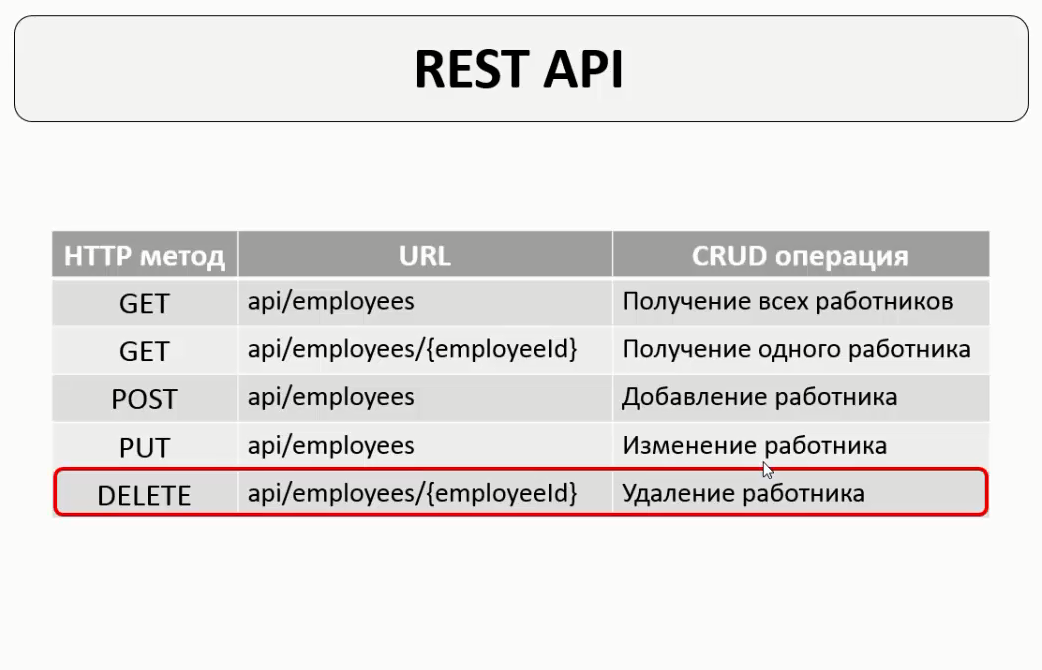 REST API
HTTP метод URL CRUD операция
GET api/employees Получение всех работников
GET api/employees/{employeeId} Получение одного работника
POST api/employees Добавление работника
PUT api/employees Изменение работника
DELETE api/employees/{employeeId} Удаление работника